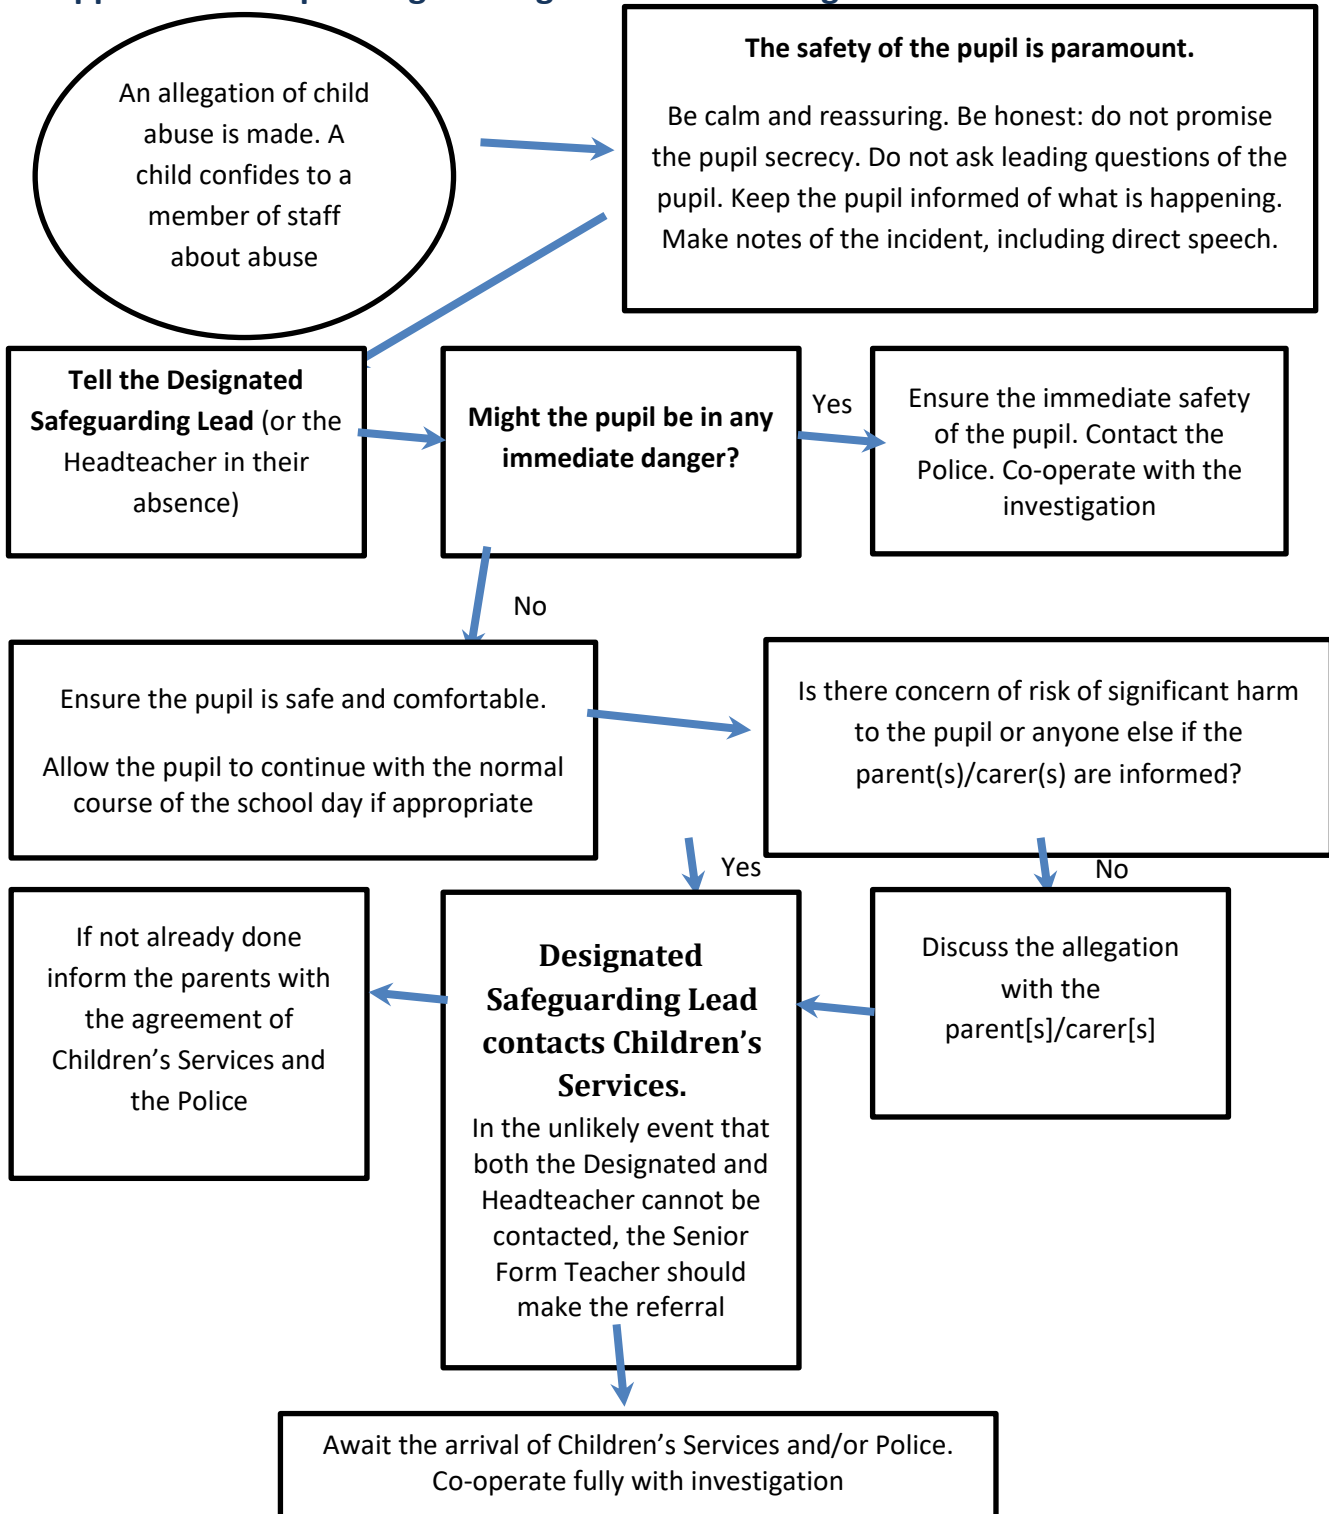 An allegation of child
abuse is made. A
child confides to a
member of staff
about abuse
The safety of the pupil is paramount.
Be calm and reassuring. Be honest: do not promise
the pupil secrecy. Do not ask leading questions of the
pupil. Keep the pupil informed of what is happening.
Make notes of the incident, including direct speech.
Tell the Designated
Safeguarding Lead (or the
Headteacher in their
absence)
Might the pupil be in any
immediate danger?
Yes
Ensure the immediate safety
of the pupil. Contact the
Police. Co-operate with the
investigation
No
Ensure the pupil is safe and comfortable.
Allow the pupil to continue with the normal
course of the school day if appropriate
Is there concern of risk of significant harm
to the pupil or anyone else if the
parent(s)/carer(s) are informed?
Yes
No
If not already done
inform the parents with
the agreement of
Children’s Services and
the Police
Designated
Safeguarding Lead
contacts Children’s
Services.
In the unlikely event that
both the Designated and
Headteacher cannot be
contacted, the Senior
Form Teacher should
make the referral
Discuss the allegation
with the
parent[s]/carer[s]
Await the arrival of Children’s Services and/or Police.
Co-operate fully with investigation